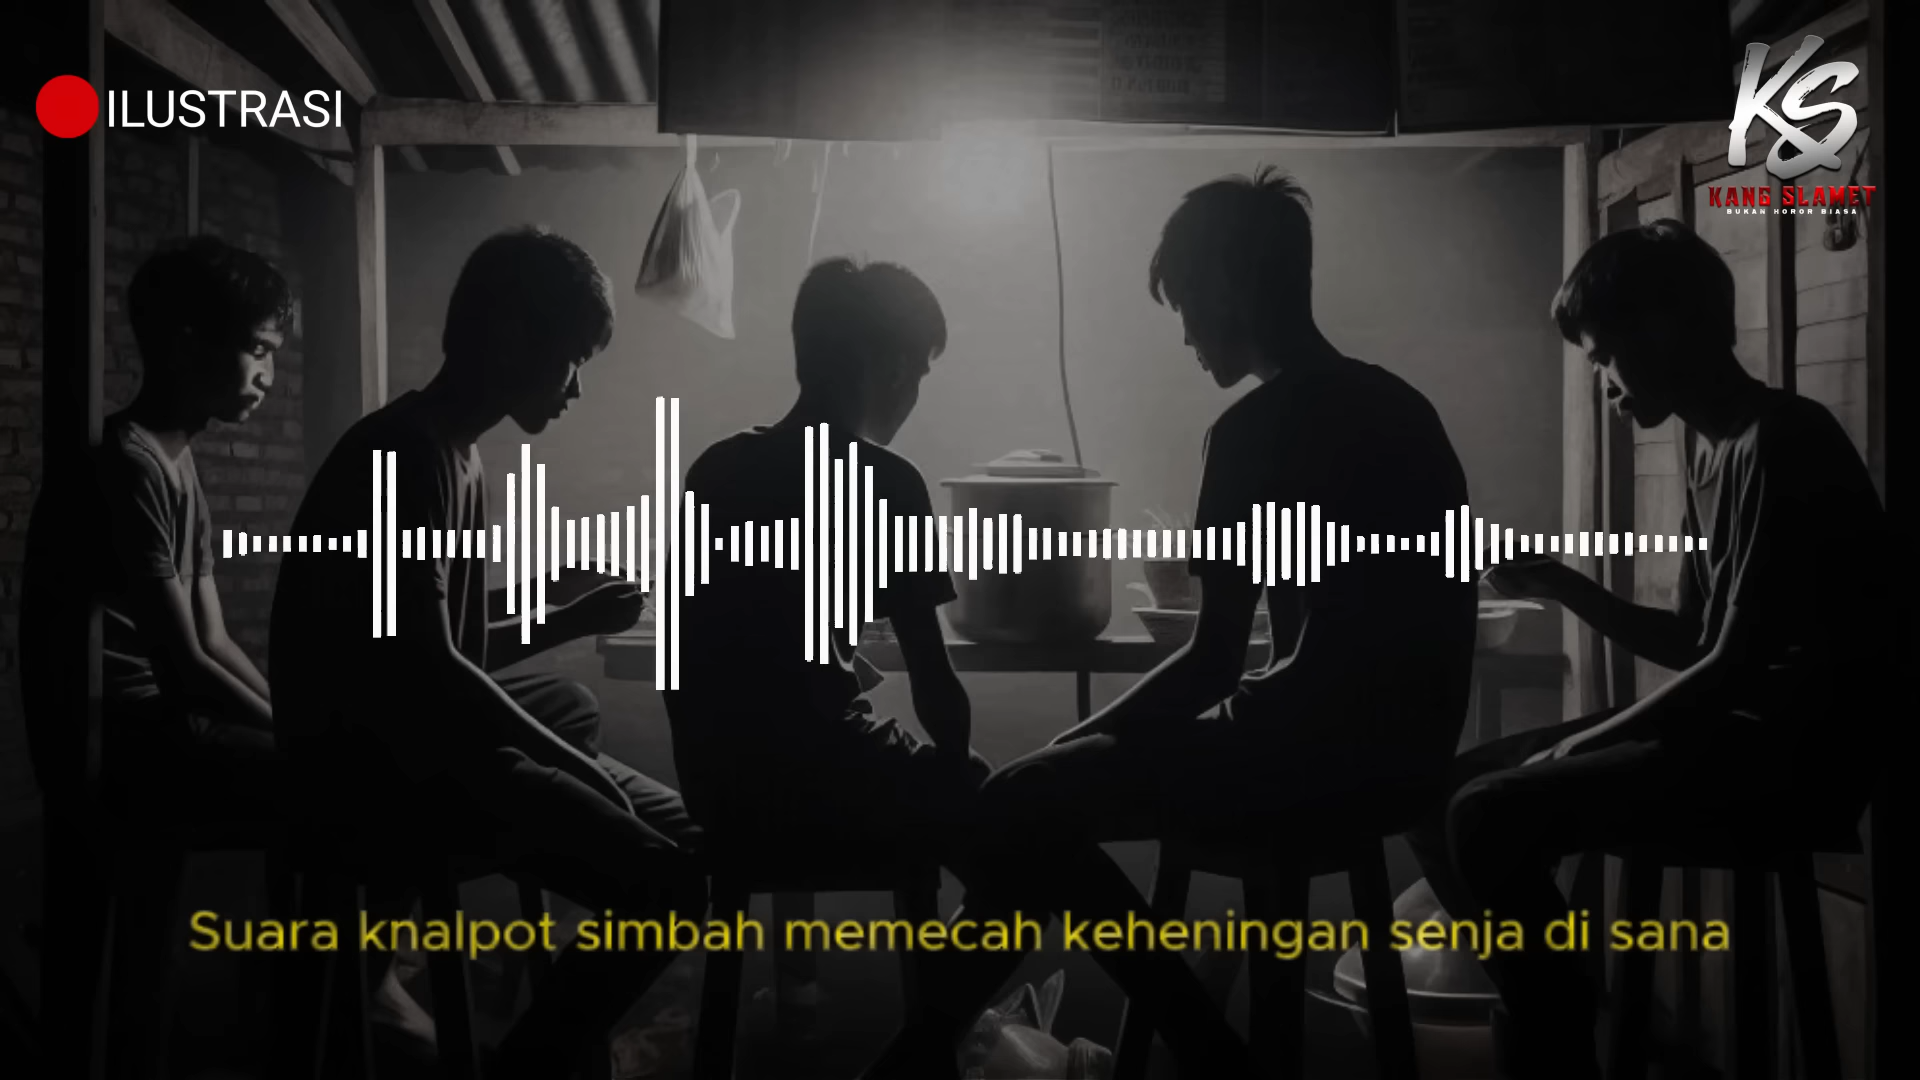 ILUSTRASI
KS
KANG SLAMET
BUKAN HOROR BIASA
Suara knalpot simbah memecah keheningan senja di sana